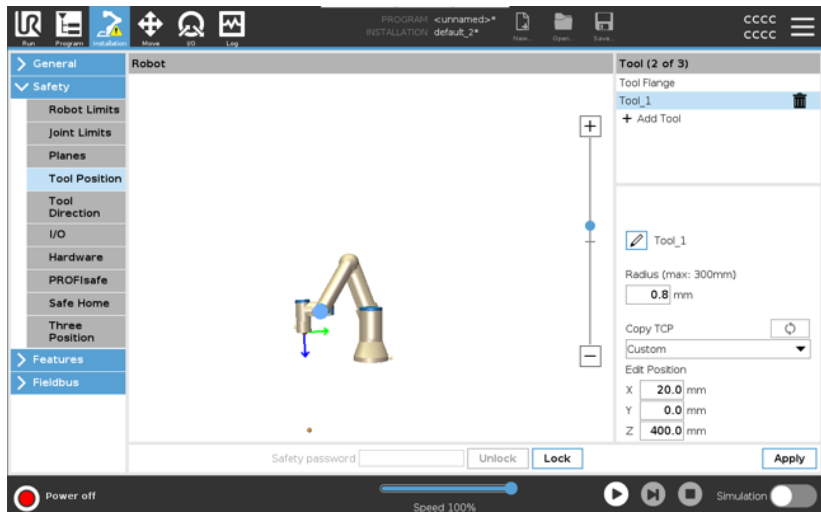 UR
PROGRAM <unnamed>*
INSTALLATION default_2*
CCCC
CCCC
Run Program Installation Move I/O Log New... Open... Save...
General
Safety
Robot Limits
Joint Limits
Planes
Tool Position
Tool
Direction
I/O
Hardware
PROFIsafe
Safe Home
Three
Position
Features
Fieldbus
Robot
Safety password
Unlock
Lock
Tool (2 of 3)
Tool Flange
Tool_1
+ Add Tool
Tool_1
Radius (max: 300mm)
0.8 mm
Copy TCP
Custom
Edit Position
X 20.0 mm
Y 0.0 mm
Z 400.0 mm
Apply
Power off
Speed 100%
Simulation